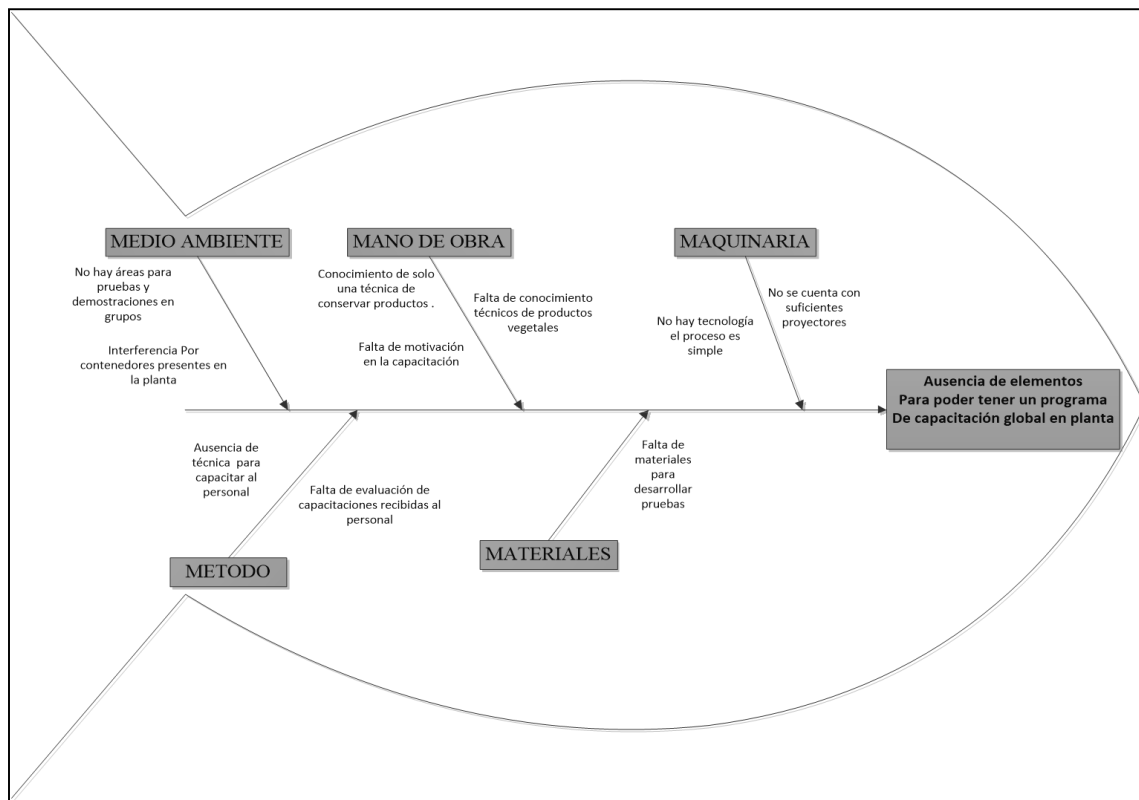 MEDIO AMBIENTE
No hay áreas para
pruebas y
demostraciones en
grupos
Interferencia Por
contenedores presentes en
la planta
MANO DE OBRA
Conocimiento de solo
una técnica de
conservar productos .
Falta de conocimiento
técnicos de productos
vegetales
Falta de motivación
en la capacitación
MAQUINARIA
No se cuenta con
suficientes
proyectores
No hay tecnología
el proceso es
simple
Ausencia de elementos
Para poder tener un programa
De capacitación global en planta
Ausencia de
técnica para
capacitar al
personal
Falta de evaluación de
capacitaciones recibidas al
personal
METODO
Falta de
materiales
para
desarrollar
pruebas
MATERIALES